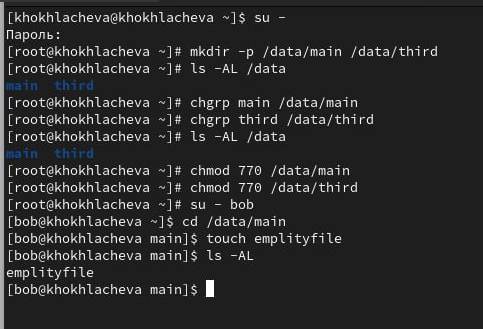 [khokhlacheva@khokhlacheva ~]$ su -
Пароль:
[root@khokhlacheva ~]# mkdir -p /data/main /data/third
[root@khokhlacheva ~]# ls -AL /data
main  third
[root@khokhlacheva ~]# chgrp main /data/main
[root@khokhlacheva ~]# chgrp third /data/third
[root@khokhlacheva ~]# ls -AL /data
main  third
[root@khokhlacheva ~]# chmod 770 /data/main
[root@khokhlacheva ~]# chmod 770 /data/third
[root@khokhlacheva ~]# su - bob
[bob@khokhlacheva ~]$ cd /data/main
[bob@khokhlacheva main]$ touch emplityfile
[bob@khokhlacheva main]$ ls -AL
emplityfile
[bob@khokhlacheva main]$